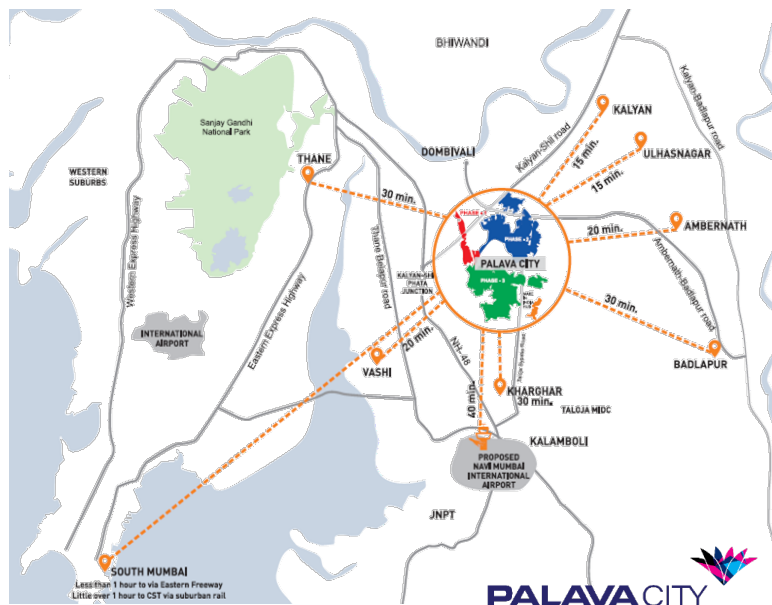 BHIWANDI
KALYAN
Kalyan-Badlapur road
Sanjay Gandhi
National Park
Kalyan-Shil road
15 min.
ULHASNAGAR
DOMBIVALI
THANE
15 min.
WESTERN
SUBURBS
30 min.
PHASE - 2
AMBERNATH
20 min.
Western Express Highway
Thane Belapur road
PALAVA CITY
Ambernath-Badlapur road
KALYAN-SHIL
PHATA
JUNCTION
PHASE - 3
30 min.
Eastern Express Highway
INTERNATIONAL
AIRPORT
20 min.
NH-48
BADLAPUR
VASHI
KHARGHAR
30 min.
40 min.
TALOJA MIDC
KALAMBOLI
PROPOSED
NAVI MUMBAI
INTERNATIONAL
AIRPORT
JNPT
SOUTH MUMBAI
Less than 1 hour to via Eastern Freeway
Little over 1 hour to CST via suburban rail
PALAVA CITY